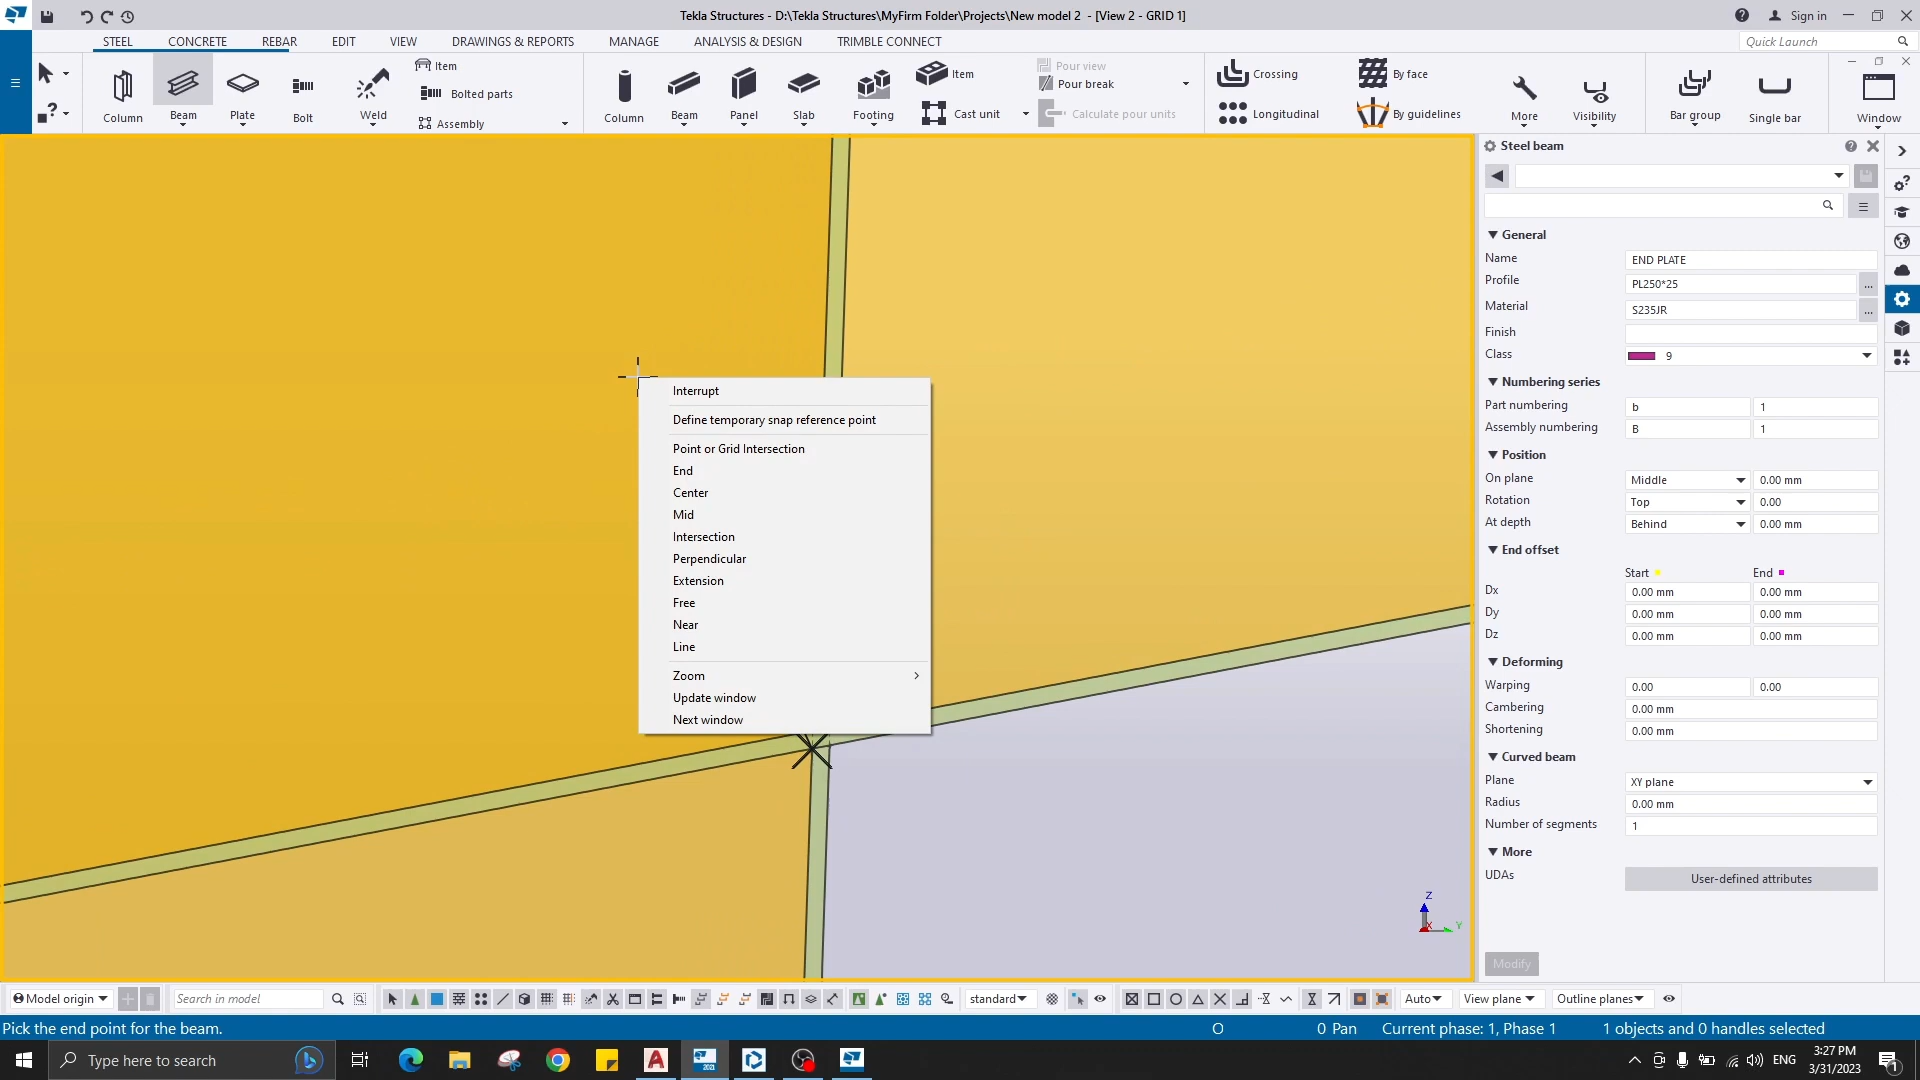 Tekla Structures - D:\Tekla Structures\MyFirm Folder\Projects\New model 2 - [View 2 - GRID 1]
Sign in
STEEL CONCRETE REBAR EDIT VIEW DRAWINGS & REPORTS MANAGE ANALYSIS & DESIGN TRIMBLE CONNECT
Quick Launch
Column Beam Plate Bolt Weld
Item
Bolted parts
Assembly
Column Beam Panel Slab Footing
Item
Cast unit
Pour view
Pour break
Calculate pour units
Crossing
Longitudinal
By face
By guidelines
More Visibility Bar group Single bar Window
Interrupt
Define temporary snap reference point
Point or Grid Intersection
End
Center
Mid
Intersection
Perpendicular
Extension
Free
Near
Line
Zoom
Update window
Next window
Z
X
Y
Steel beam
General
Name END PLATE
Profile PL250*25 ...
Material S235JR ...
Finish
Class 9
Numbering series
Part numbering b 1
Assembly numbering B 1
Position
On plane Middle 0.00 mm
Rotation Top 0.00
At depth Behind 0.00 mm
End offset
Start End
Dx 0.00 mm 0.00 mm
Dy 0.00 mm 0.00 mm
Dz 0.00 mm 0.00 mm
Deforming
Warping 0.00 0.00
Cambering 0.00 mm
Shortening 0.00 mm
Curved beam
Plane XY plane
Radius 0.00 mm
Number of segments 1
More
UDAs User-defined attributes
Modify
Model origin Search in model standard Auto View plane Outline planes
Pick the end point for the beam. O 0 Pan Current phase: 1, Phase 1 1 objects and 0 handles selected
Type here to search
ENG
3:27 PM
3/31/2023
1